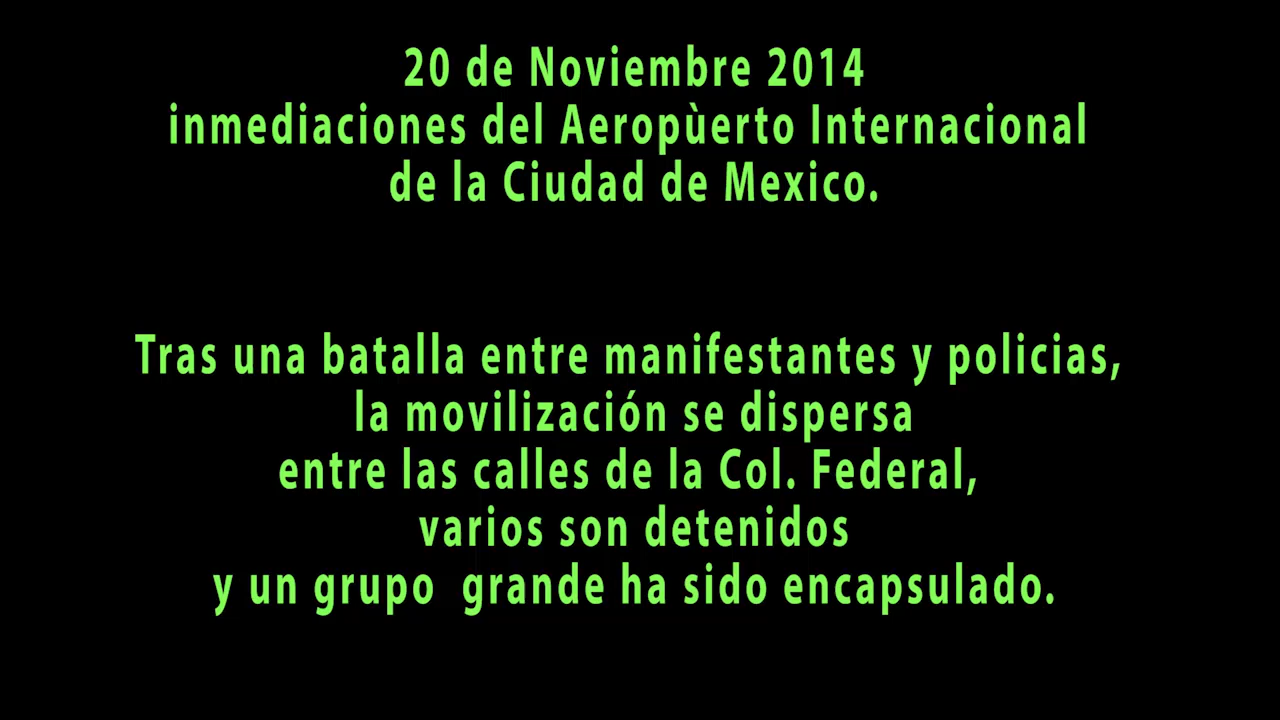 20 de Noviembre 2014
inmediaciones del Aeropùerto Internacional
de la Ciudad de Mexico.
Tras una batalla entre manifestantes y policias,
la movilización se dispersa
entre las calles de la Col. Federal,
varios son detenidos
y un grupo  grande ha sido encapsulado.